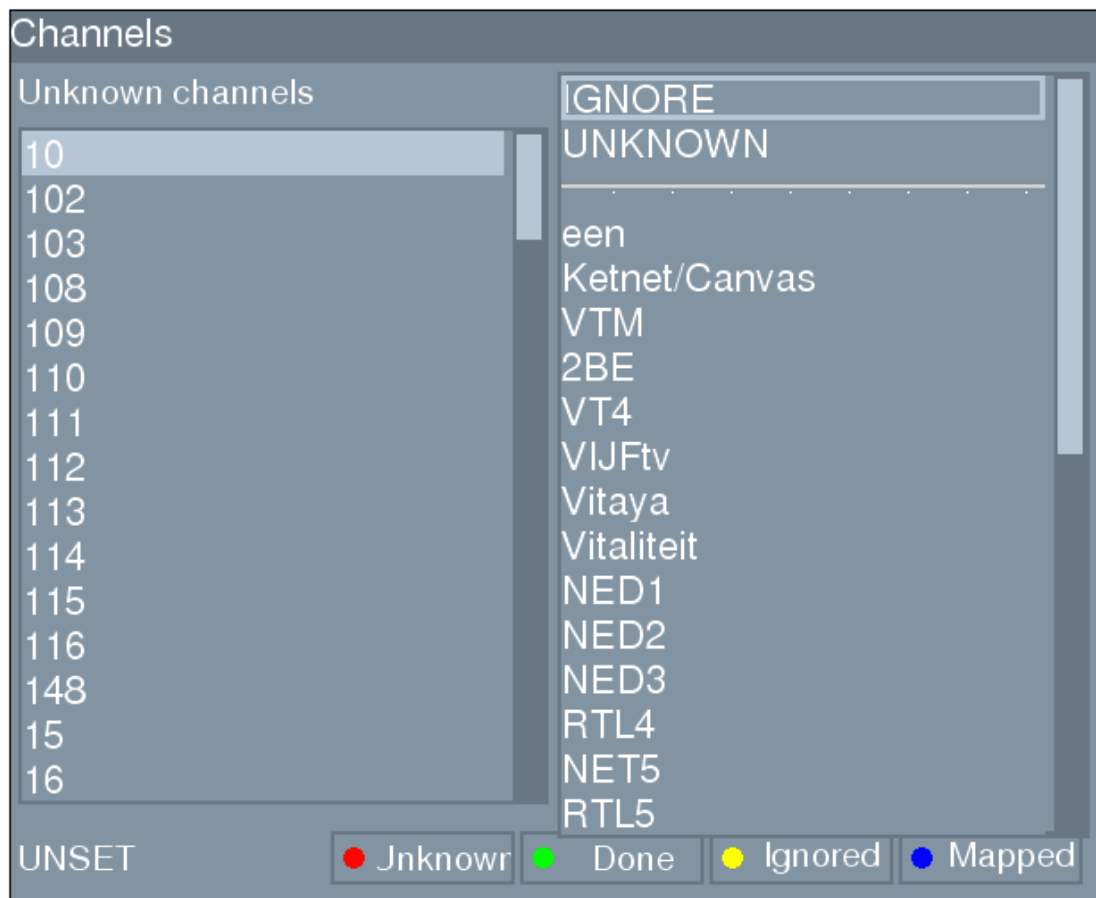 Channels
Unknown channels
10
102
103
108
109
110
111
112
113
114
115
116
148
15
16
IGNORE
UNKNOWN
een
Ketnet/Canvas
VTM
2BE
VT4
VIJFtv
Vitaya
Vitaliteit
NED1
NED2
NED3
RTL4
NET5
RTL5
UNSET
Jnknowr
Done
Ignored
Mapped